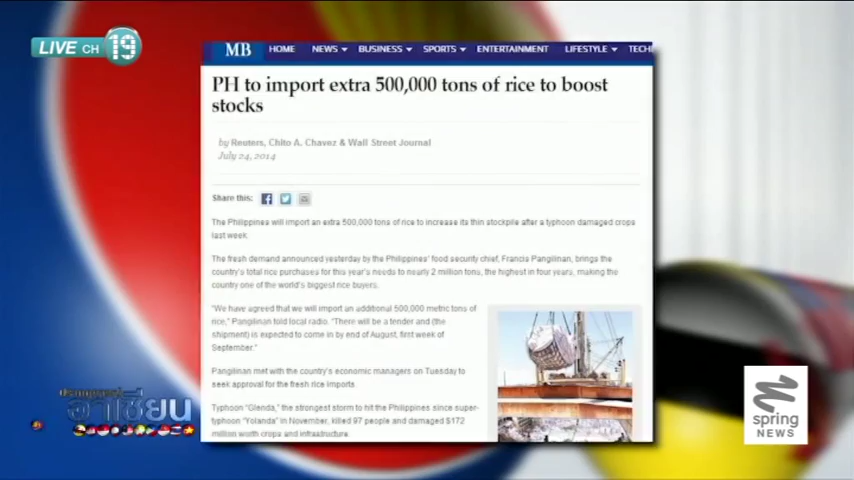 LIVE CH 19
MB HOME NEWS BUSINESS SPORTS ENTERTAINMENT LIFESTYLE TECH
PH to import extra 500,000 tons of rice to boost
stocks
by Reuters, Chito A. Chavez & Wall Street Journal
July 24, 2014
Share this:
The Philippines will import an extra 500,000 tons of rice to increase its thin stockpile after a typhoon damaged crops
last week.
The fresh demand announced yesterday by the Philippines' food security chief, Francis Pangilinan, brings the
country's total rice purchases for this year's needs to nearly 2 million tons, the highest in four years, making the
country one of the world's biggest rice buyers.
"We have agreed that we will import an additional 500,000 metric tons of
rice," Pangilinan told local radio. "There will be a tender and (the
shipment) is expected to come in by end of August, first week of
September."
Pangilinan met with the country's economic managers on Tuesday to
seek approval for the fresh rice imports.
Typhoon "Glenda," the strongest storm to hit the Philippines since super-
typhoon "Yolanda" in November, killed 97 people and damaged $172
million worth crops and infrastructure.
อาเซียน
spring
NEWS